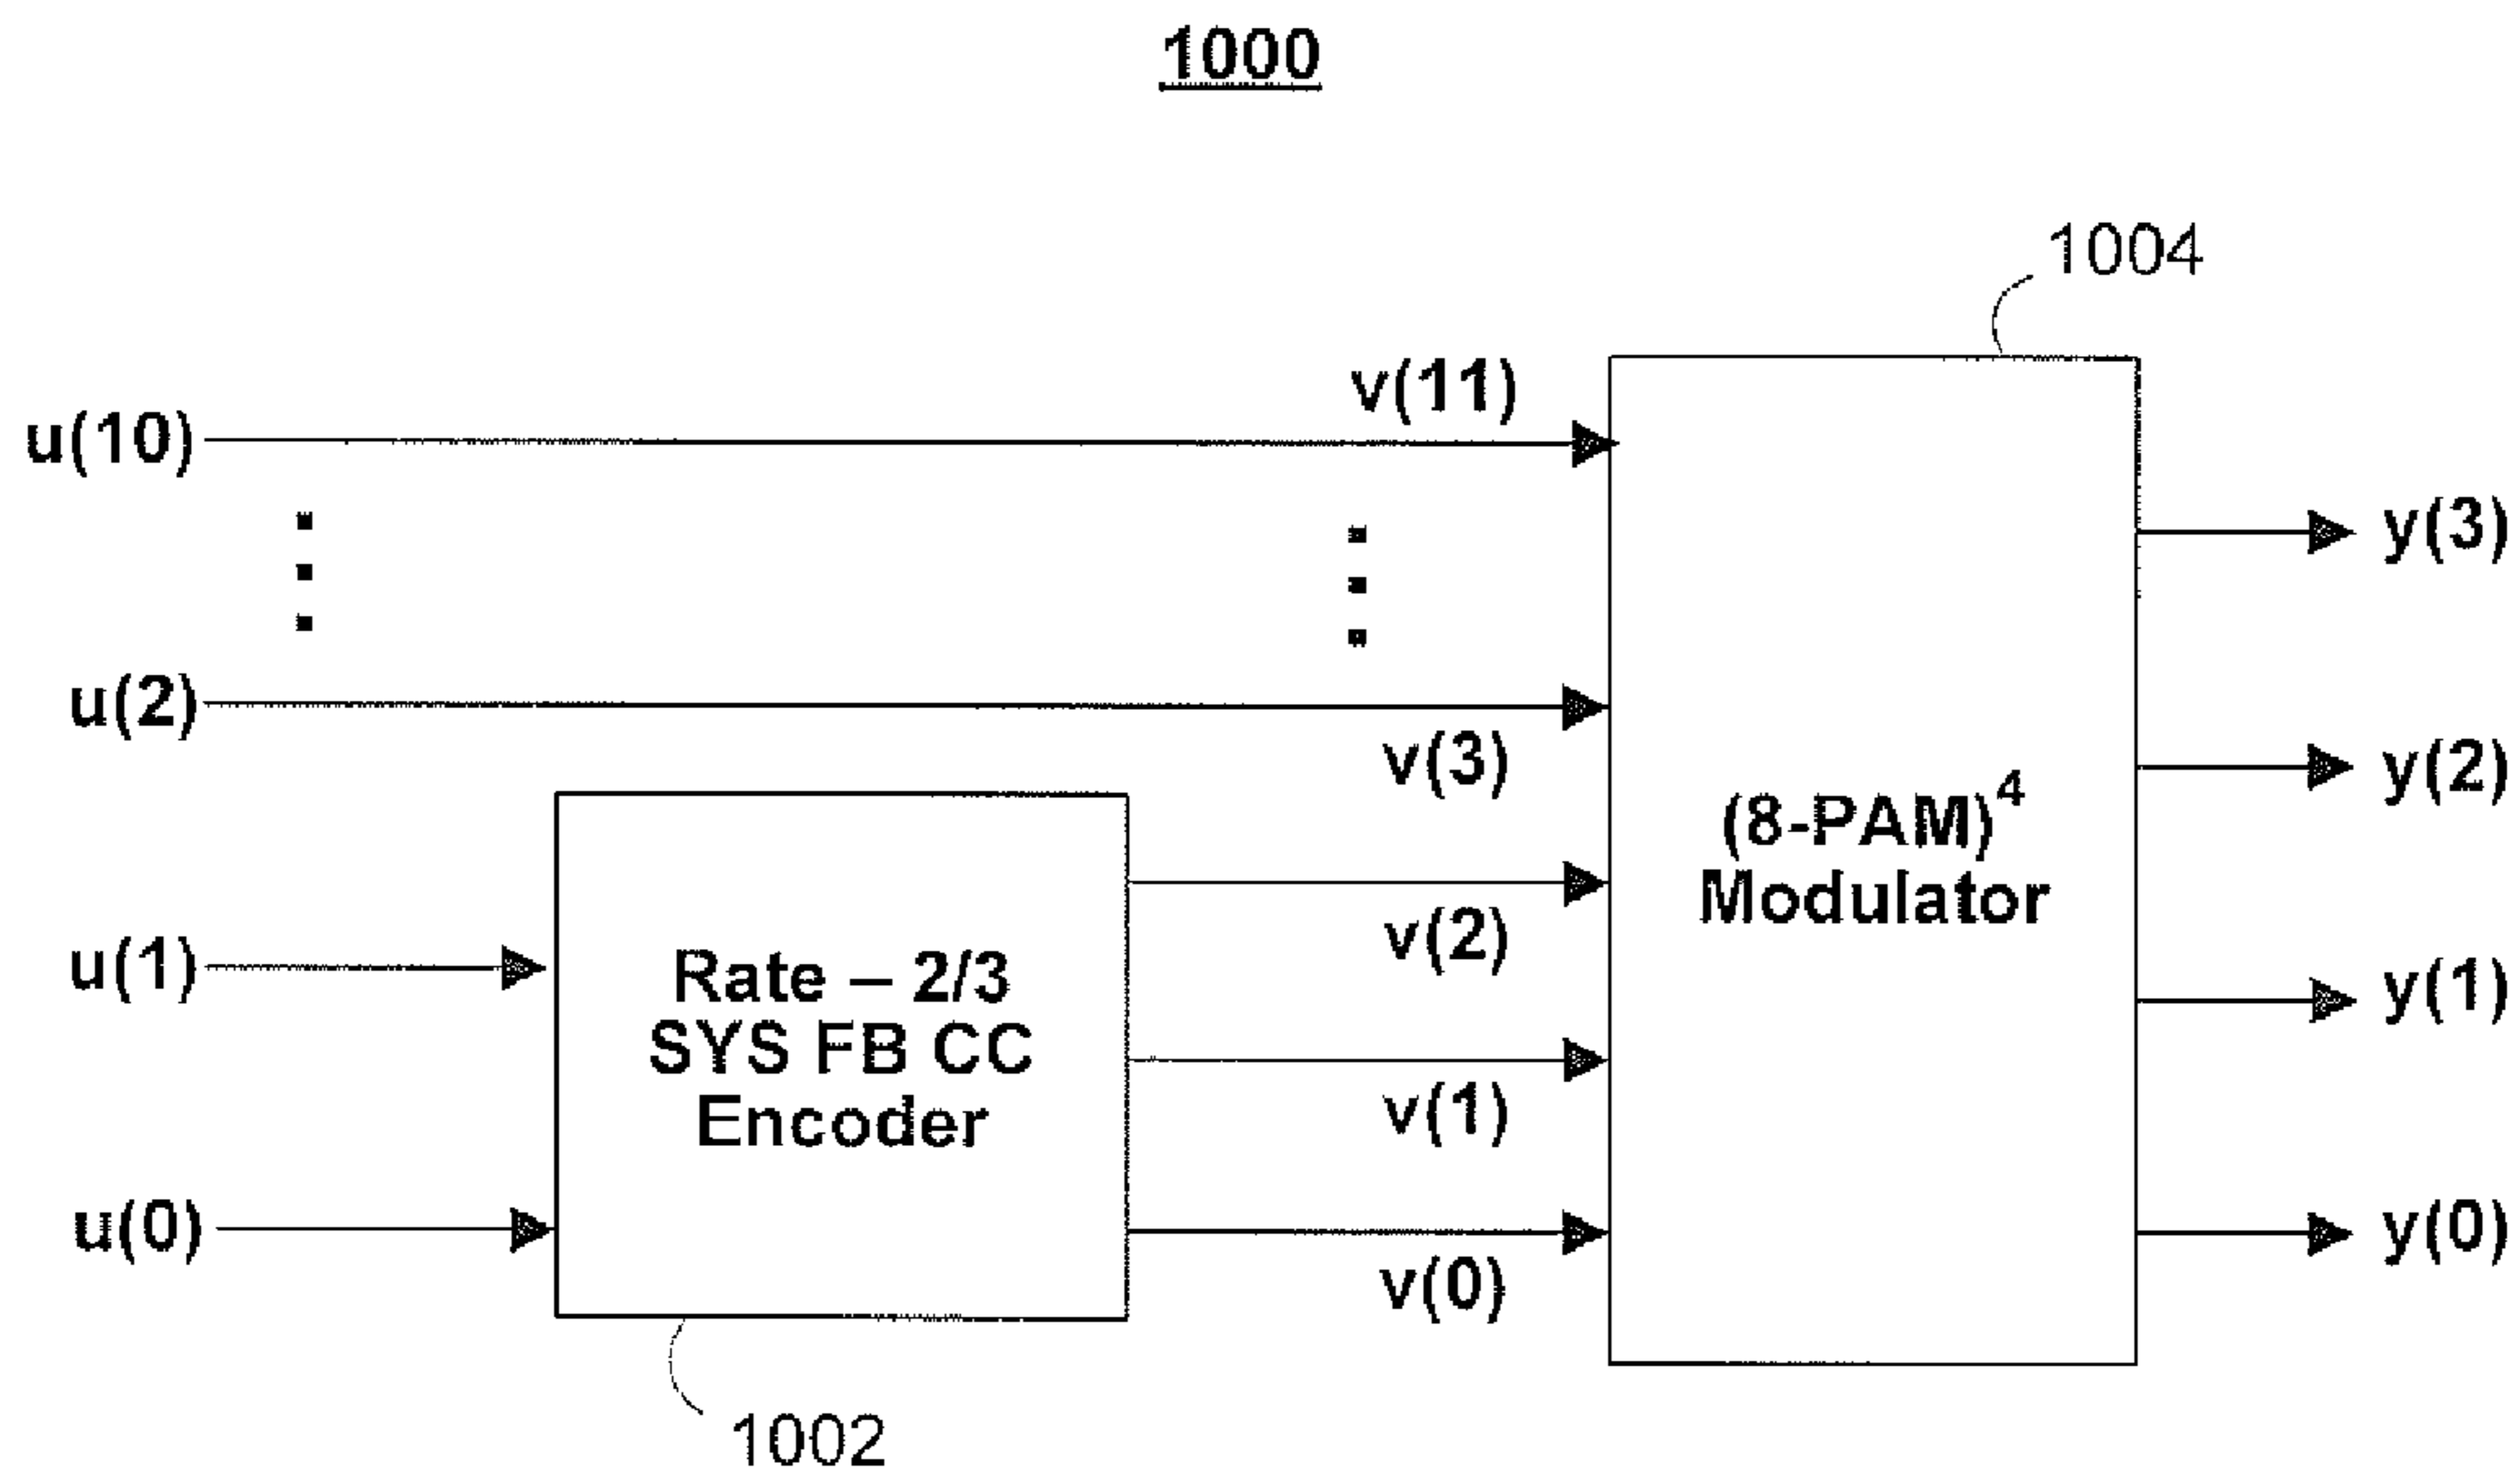 1000
1004
v(11)
u(10)
y(3)
u(2)
v(3)
y(2)
(8-PAM)⁴
Modulator
v(2)
u(1)
Rate – 2/3
SYS FB CC
Encoder
y(1)
v(1)
u(0)
y(0)
v(0)
1002